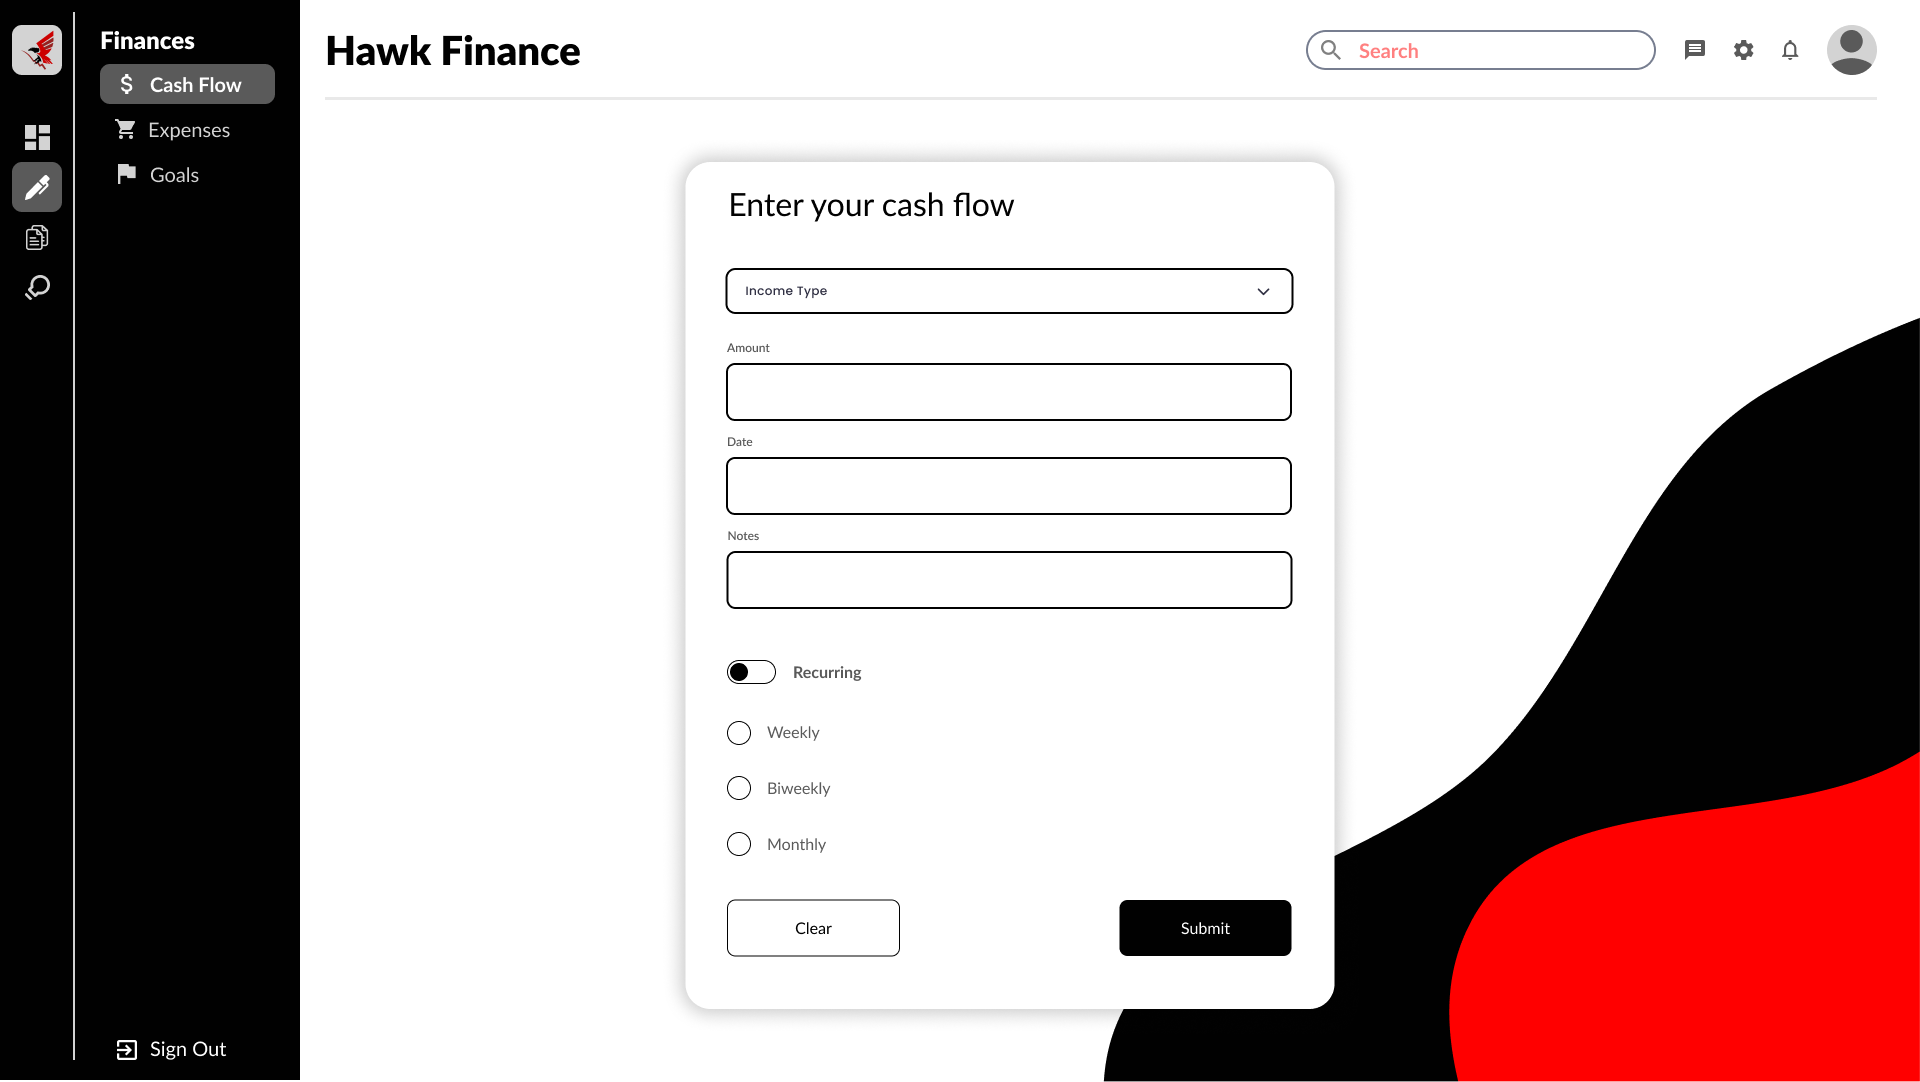 Finances
Cash Flow
Expenses
Goals
Sign Out
Hawk Finance
Search
Enter your cash flow
Income Type
Amount
Date
Notes
Recurring
Weekly
Biweekly
Monthly
Clear
Submit